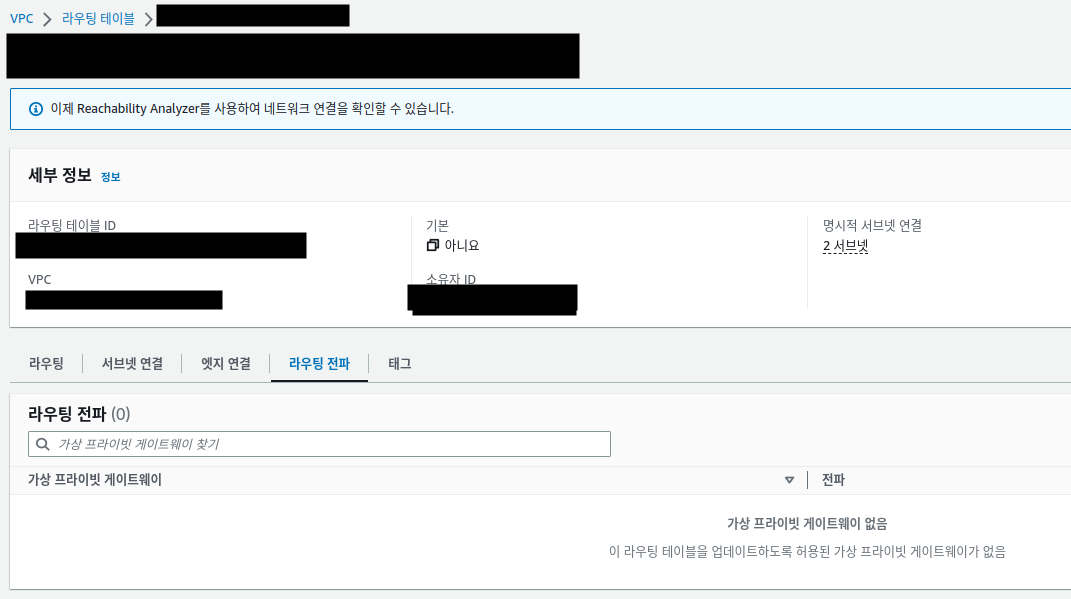 VPC > 라우팅 테이블 >
이제 Reachability Analyzer를 사용하여 네트워크 연결을 확인할 수 있습니다.
세부 정보 정보
라우팅 테이블 ID
기본
아니요
명시적 서브넷 연결
2 서브넷
VPC
소유자 ID
라우팅 서브넷 연결 엣지 연결 라우팅 전파 태그
라우팅 전파 (0)
가상 프라이빗 게이트웨이 찾기
가상 프라이빗 게이트웨이 전파
가상 프라이빗 게이트웨이 없음
이 라우팅 테이블을 업데이트하도록 허용된 가상 프라이빗 게이트웨이가 없음